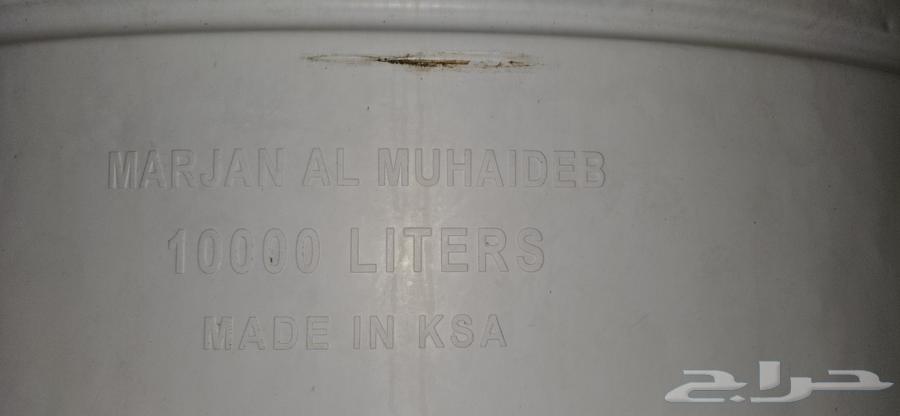 MARJAN AL MUHAIDEB
10000 LITERS
MADE IN KSA
حراج